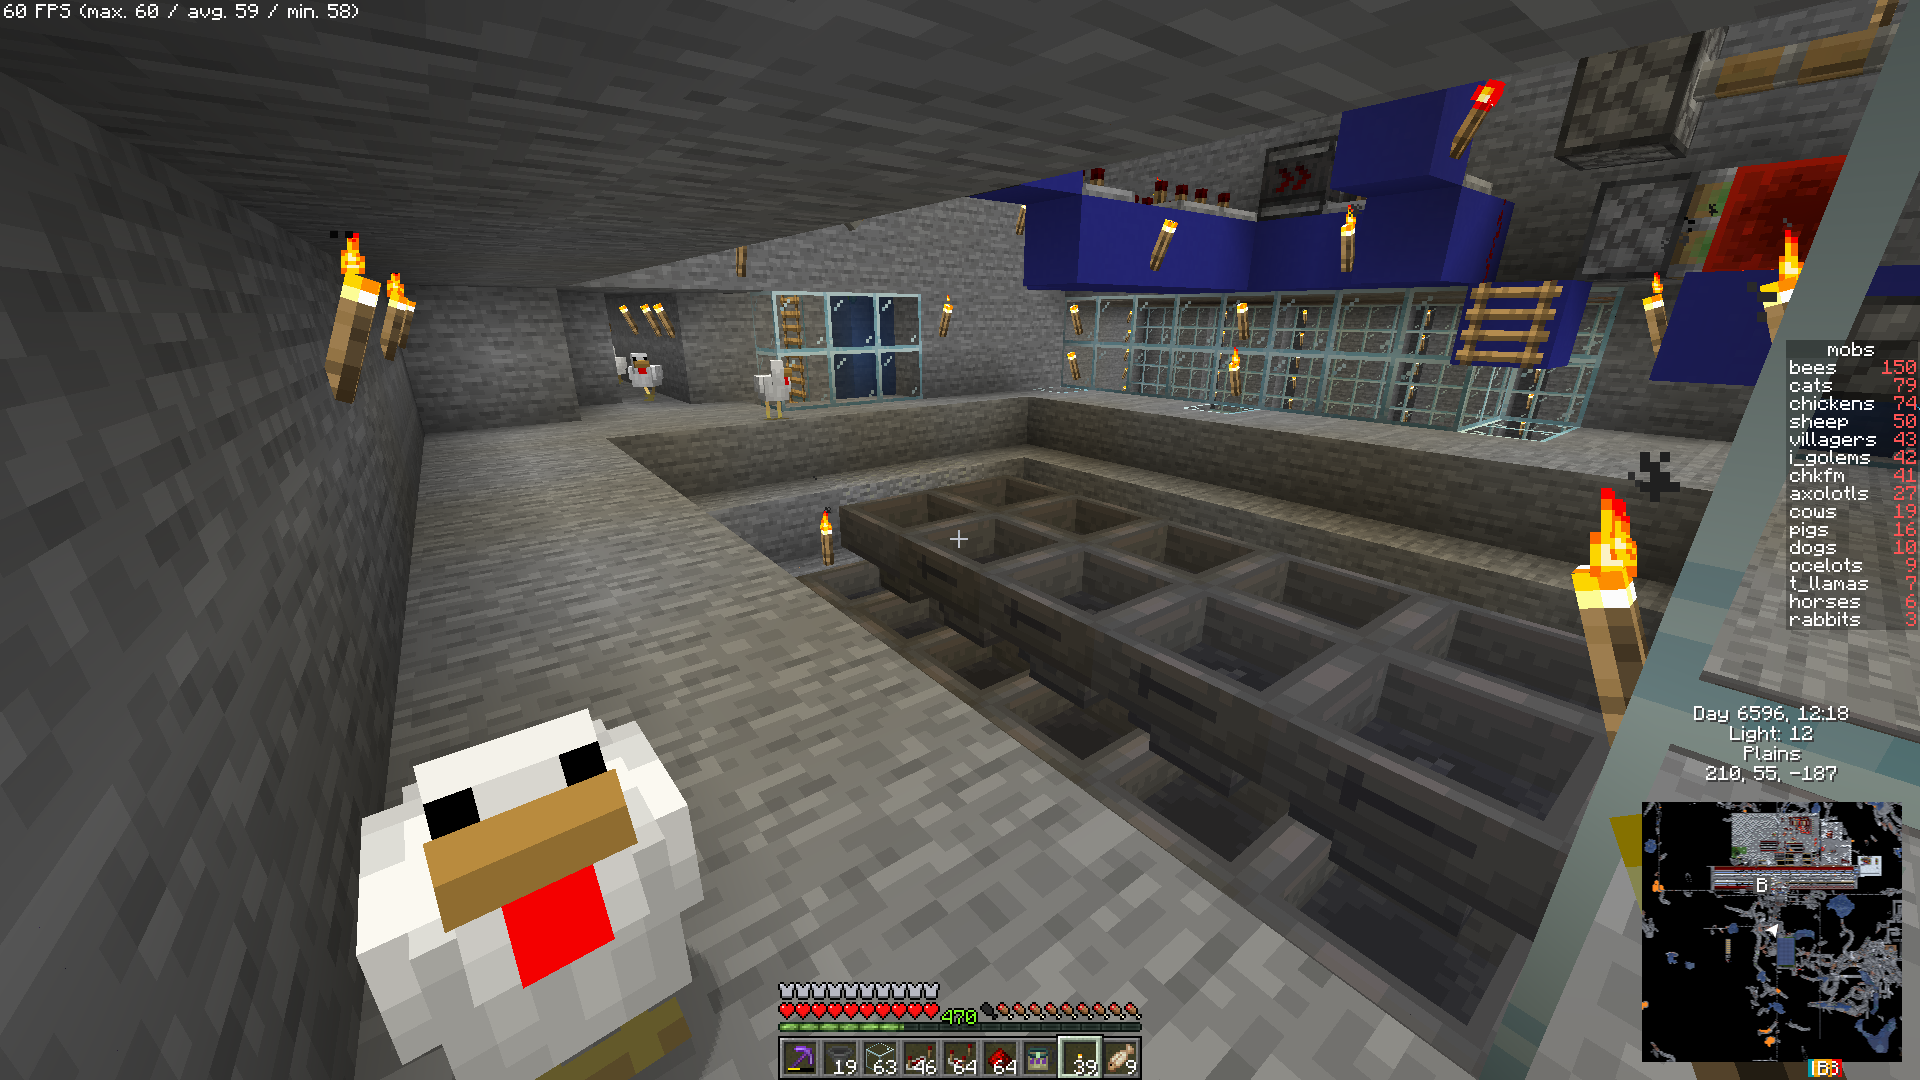 60 FPS (max. 60 / avg. 59 / min. 58)
mobs
bees 150
cats 79
chickens 74
sheep 50
villagers 43
i_golems 42
chkfm 41
axolotls 27
cows 19
pigs 16
dogs 10
ocelots 9
t_llamas 7
horses 6
rabbits 3
Day 6596, 12:18
Light: 12
Plains
210, 55, -187
B
470
19 63 46 64 64 39 9